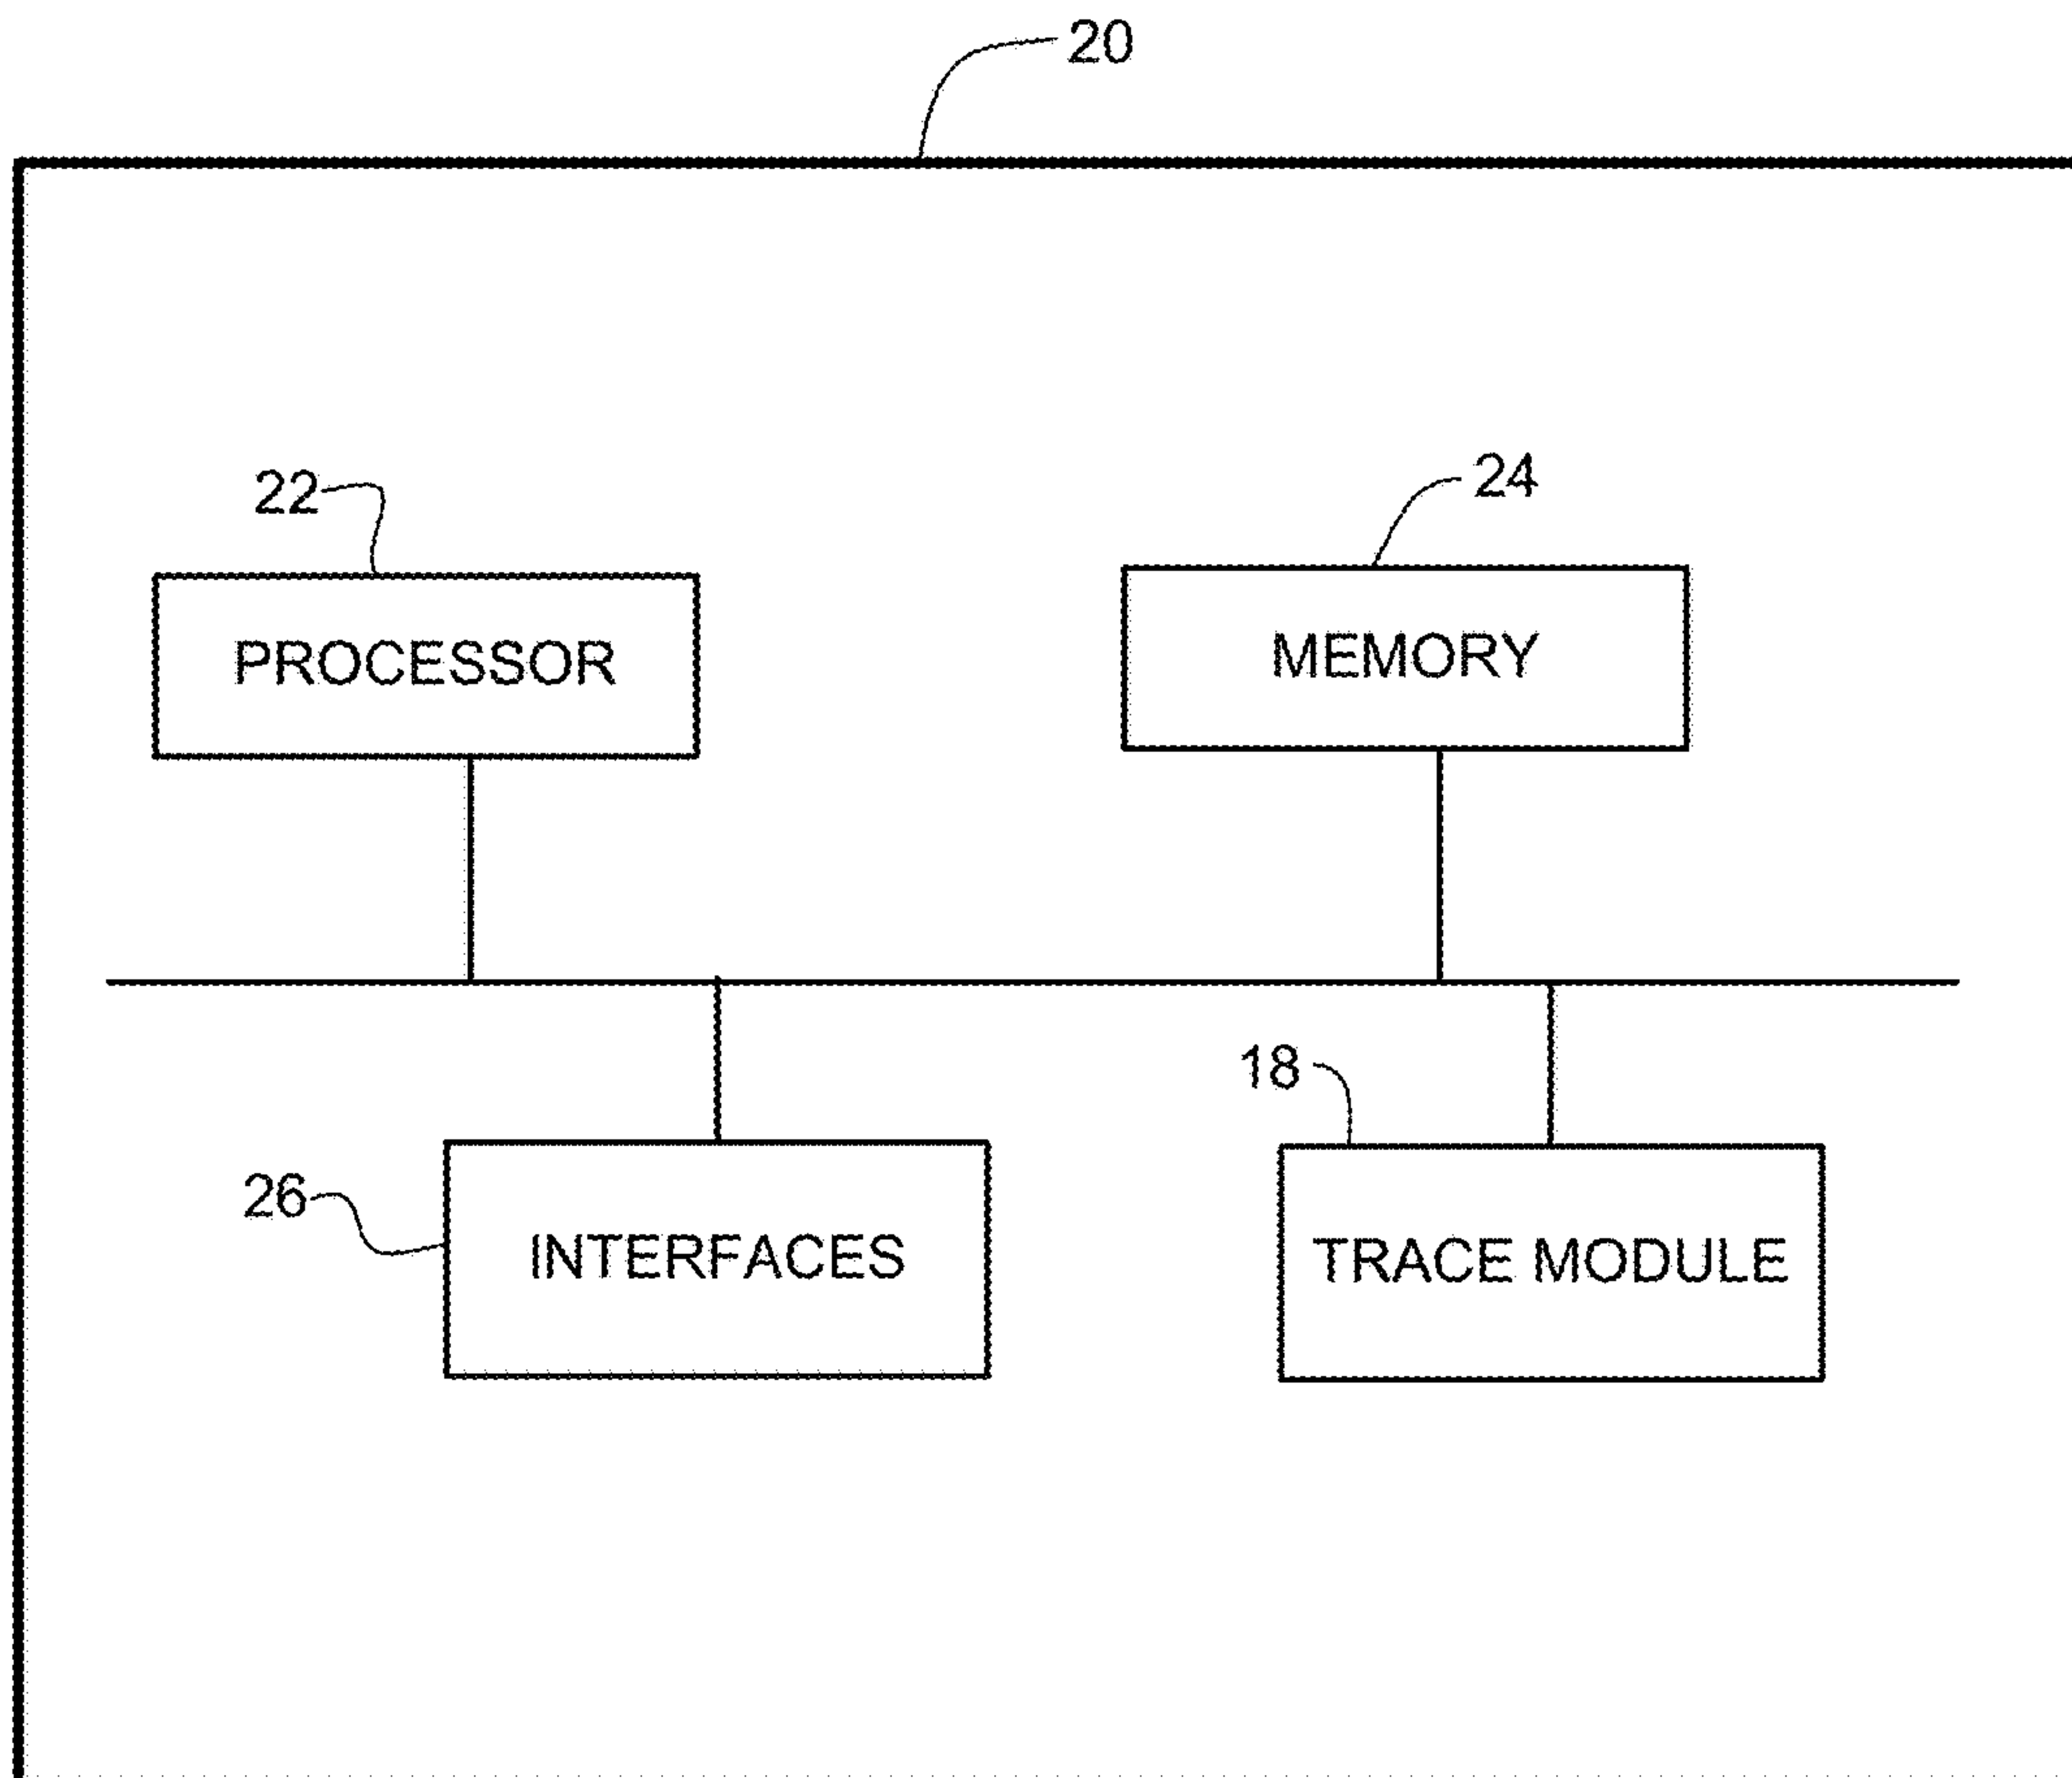 20
22
24
PROCESSOR
MEMORY
18
26
INTERFACES
TRACE MODULE